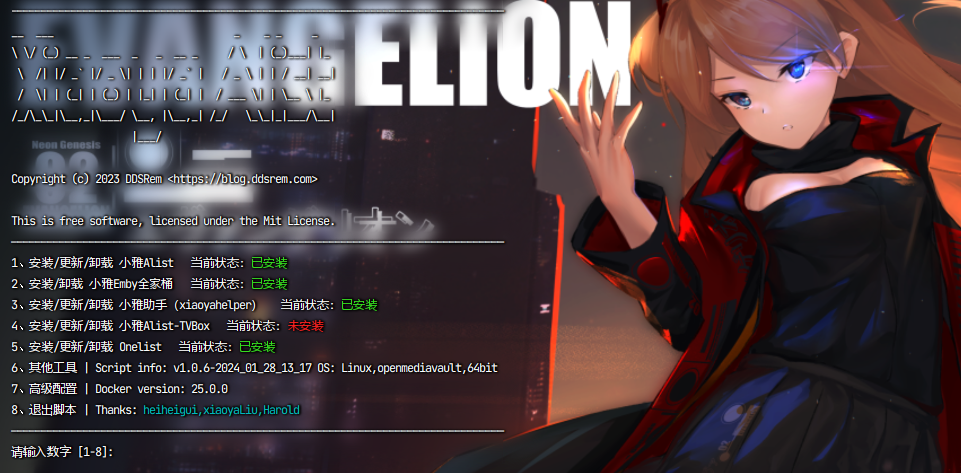 EVANGELION
Neon Genesis
Copyright (c) 2023 DDSRem <https://blog.ddsrem.com>
This is free software, licensed under the Mit License.
1、安装/更新/卸载 小雅Alist 当前状态: 已安装
2、安装/卸载 小雅Emby全家桶 当前状态: 已安装
3、安装/更新/卸载 小雅助手 (xiaoyahelper) 当前状态: 已安装
4、安装/更新/卸载 小雅Alist-TVBox 当前状态: 未安装
5、安装/更新/卸载 Onelist 当前状态: 已安装
6、其他工具 | Script info: v1.0.6-2024_01_28_13_17 OS: Linux,openmediavault,64bit
7、高级配置 | Docker version: 25.0.0
8、退出脚本 | Thanks: heiheigui,xiaoyaLiu,Harold
请输入数字 [1-8]: